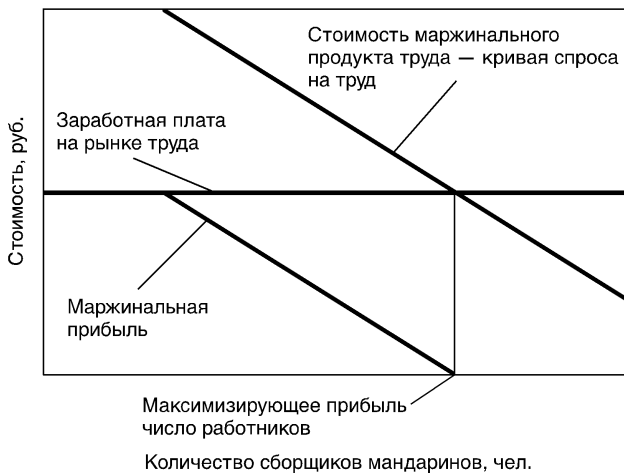 Стоимость маржинального
продукта труда — кривая спроса
на труд
Заработная плата
на рынке труда
Стоимость, руб.
Маржинальная
прибыль
Максимизирующее прибыль
число работников
Количество сборщиков мандаринов, чел.